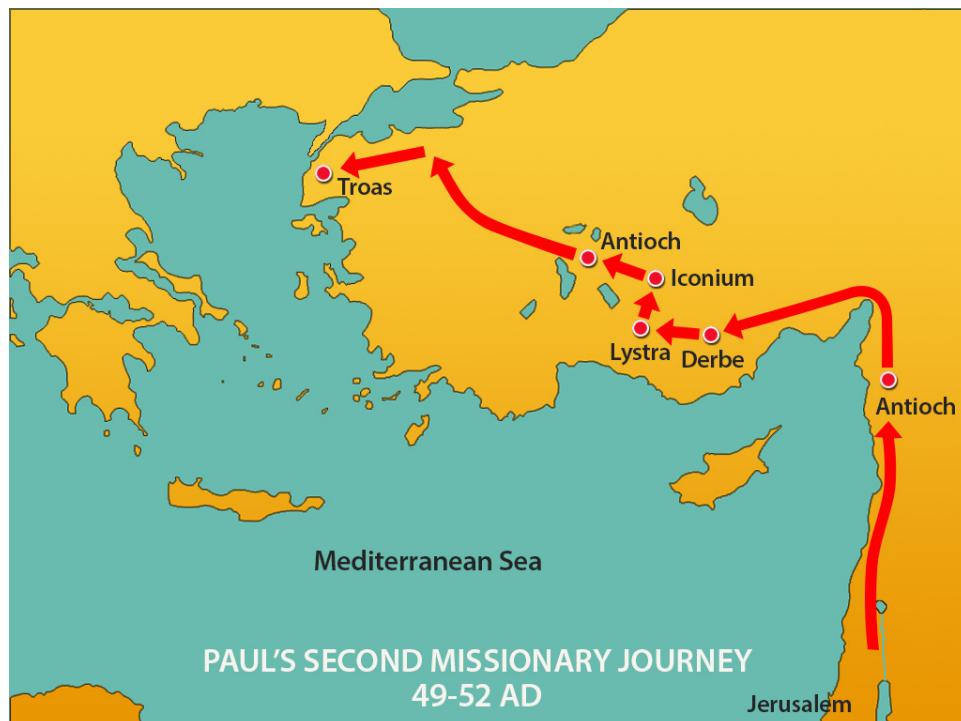 Troas
Antioch
Iconium
Lystra
Derbe
Antioch
Mediterranean Sea
PAUL'S SECOND MISSIONARY JOURNEY
49-52 AD
Jerusalem